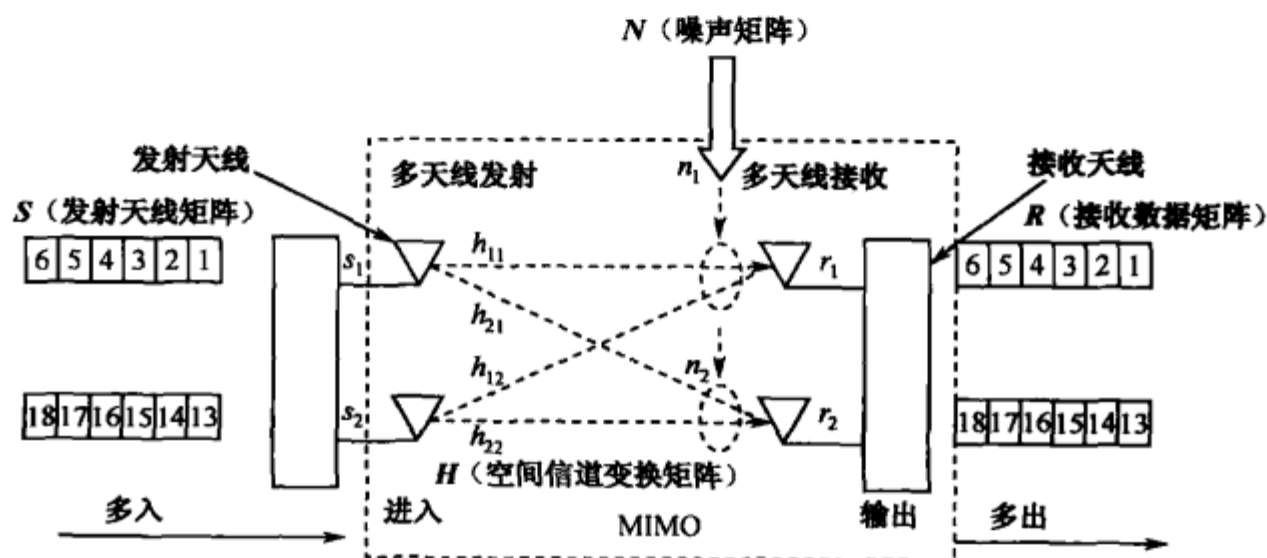 N（噪声矩阵）
发射天线
多天线发射
n1
多天线接收
接收天线
S（发射天线矩阵）
R（接收数据矩阵）
6 5 4 3 2 1
s1
h11
r1
6 5 4 3 2 1
h21
h12
n2
18 17 16 15 14 13
s2
h22
r2
18 17 16 15 14 13
H（空间信道变换矩阵）
多入
进入
MIMO
输出
多出